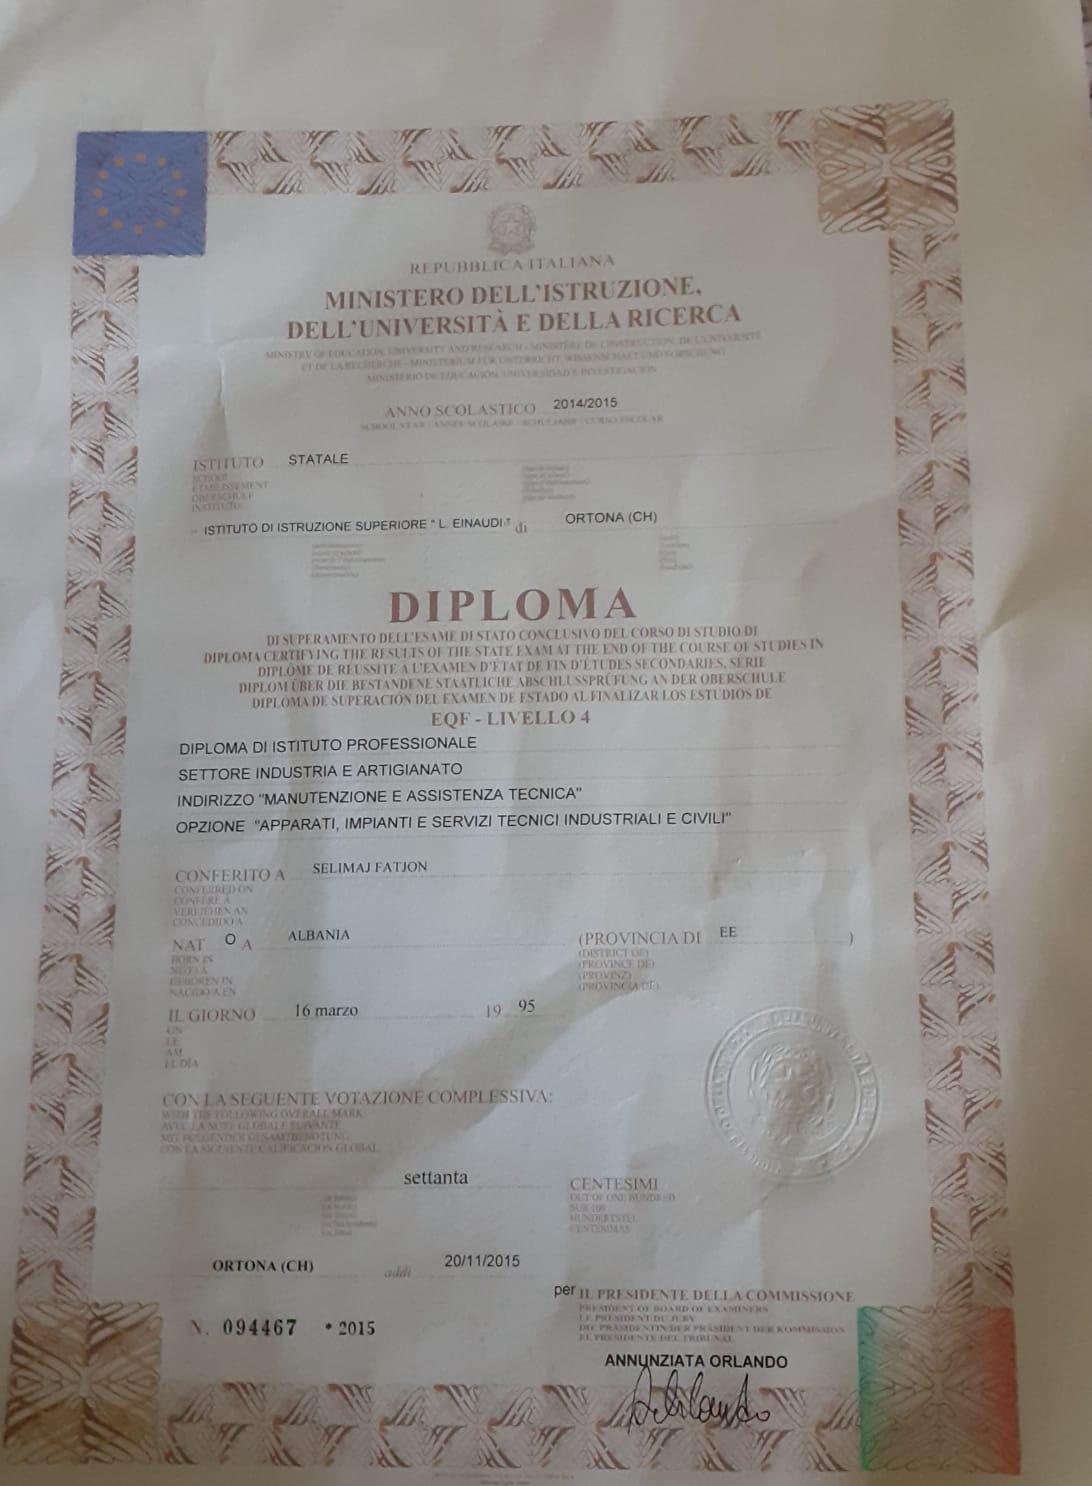 REPUBBLICA ITALIANA
MINISTERO DELL'ISTRUZIONE,
DELL'UNIVERSITÀ E DELLA RICERCA
MINISTRY OF EDUCATION, UNIVERSITY AND RESEARCH - MINISTÈRE DE L'INSTRUCTION, DE L'UNIVERSITÉ
ET DE LA RECHERCHE - MINISTERIUM FÜR UNTERRICHT, WISSENSCHAFT UND FORSCHUNG
MINISTERIO DE EDUCACIÓN, UNIVERSIDAD E INVESTIGACIÓN
ANNO SCOLASTICO 2014/2015
SCHOOL YEAR - ANNÉE SCOLAIRE - SCHULJAHR - CURSO ESCOLAR
ISTITUTO STATALE
SCHOOL
ETABLISSEMENT
OBERSCHULE
INSTITUTO
ISTITUTO DI ISTRUZIONE SUPERIORE " L. EINAUDI " di ORTONA (CH)
DIPLOMA
DI SUPERAMENTO DELL'ESAME DI STATO CONCLUSIVO DEL CORSO DI STUDIO DI
DIPLOMA CERTIFYING THE RESULTS OF THE STATE EXAM AT THE END OF THE COURSE OF STUDIES IN
DIPLÔME DE RÉUSSITE À L'EXAMEN D'ÉTAT DE FIN D'ÉTUDES SECONDARIES, SÉRIE
DIPLOM ÜBER DIE BESTANDENE STAATLICHE ABSCHLUSSPRÜFUNG AN DER OBERSCHULE
DIPLOMA DE SUPERACIÓN DEL EXAMEN DE ESTADO AL FINALIZAR LOS ESTUDIOS DE
EQF - LIVELLO 4
DIPLOMA DI ISTITUTO PROFESSIONALE
SETTORE INDUSTRIA E ARTIGIANATO
INDIRIZZO "MANUTENZIONE E ASSISTENZA TECNICA"
OPZIONE "APPARATI, IMPIANTI E SERVIZI TECNICI INDUSTRIALI E CIVILI"
CONFERITO A SELIMAJ FATJON
CONFERRED ON
CONFÉRÉ À
VERLIEHEN AN
CONCEDIDO A
NAT O A ALBANIA (PROVINCIA DI EE )
BORN IN (DISTRICT OF)
NÉ(E) À (PROVINCE DE)
GEBOREN IN (PROVINZ)
NACIDO/A EN (PROVINCIA DE)
IL GIORNO 16 marzo 19 95
ON
LE
AM
EL DÍA
CON LA SEGUENTE VOTAZIONE COMPLESSIVA:
WITH THE FOLLOWING OVERALL MARK
AVEC LA NOTE GLOBALE SUIVANTE
MIT FOLGENDER GESAMTBENOTUNG
CON LA SIGUIENTE CALIFICACIÓN GLOBAL
settanta CENTESIMI
OUT OF ONE HUNDRED
SUR 100
HUNDERTSTEL
CENTÉSIMAS
ORTONA (CH) addì 20/11/2015
per IL PRESIDENTE DELLA COMMISSIONE
PRESIDENT OF BOARD OF EXAMINERS
LE PRÉSIDENT DU JURY
DIE PRÄSIDENTIN/DER PRÄSIDENT DER KOMMISSION
EL PRESIDENTE DEL TRIBUNAL
N. 094467 * 2015
ANNUNZIATA ORLANDO